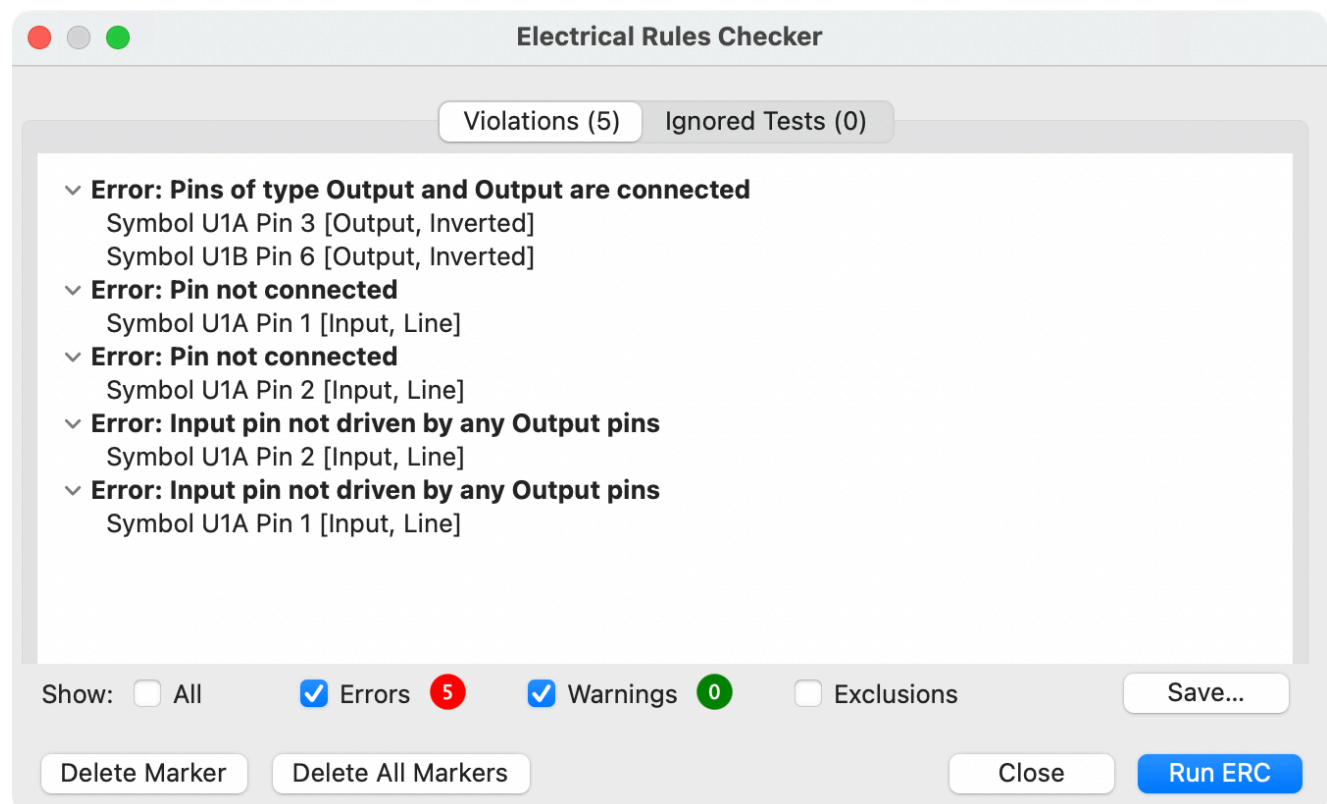 Electrical Rules Checker
Violations (5)
Ignored Tests (0)
Error: Pins of type Output and Output are connected
Symbol U1A Pin 3 [Output, Inverted]
Symbol U1B Pin 6 [Output, Inverted]
Error: Pin not connected
Symbol U1A Pin 1 [Input, Line]
Error: Pin not connected
Symbol U1A Pin 2 [Input, Line]
Error: Input pin not driven by any Output pins
Symbol U1A Pin 2 [Input, Line]
Error: Input pin not driven by any Output pins
Symbol U1A Pin 1 [Input, Line]
Show: All Errors 5 Warnings 0 Exclusions Save...
Delete Marker Delete All Markers Close Run ERC